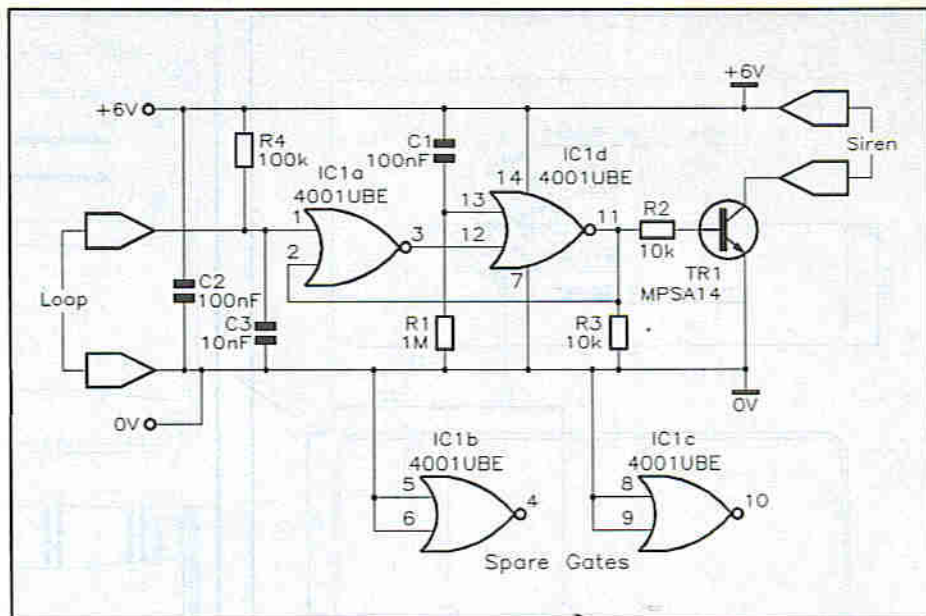 +6V
+6V
R4
100k
C1
100nF
IC1a
4001UBE
IC1d
4001UBE
Siren
14
13
1
2
3
12
11
7
R2
10k
TR1
MPSA14
Loop
C2
100nF
C3
10nF
R1
1M
R3
10k
0V
0V
IC1b
4001UBE
IC1c
4001UBE
5
6
4
8
9
10
Spare Gates